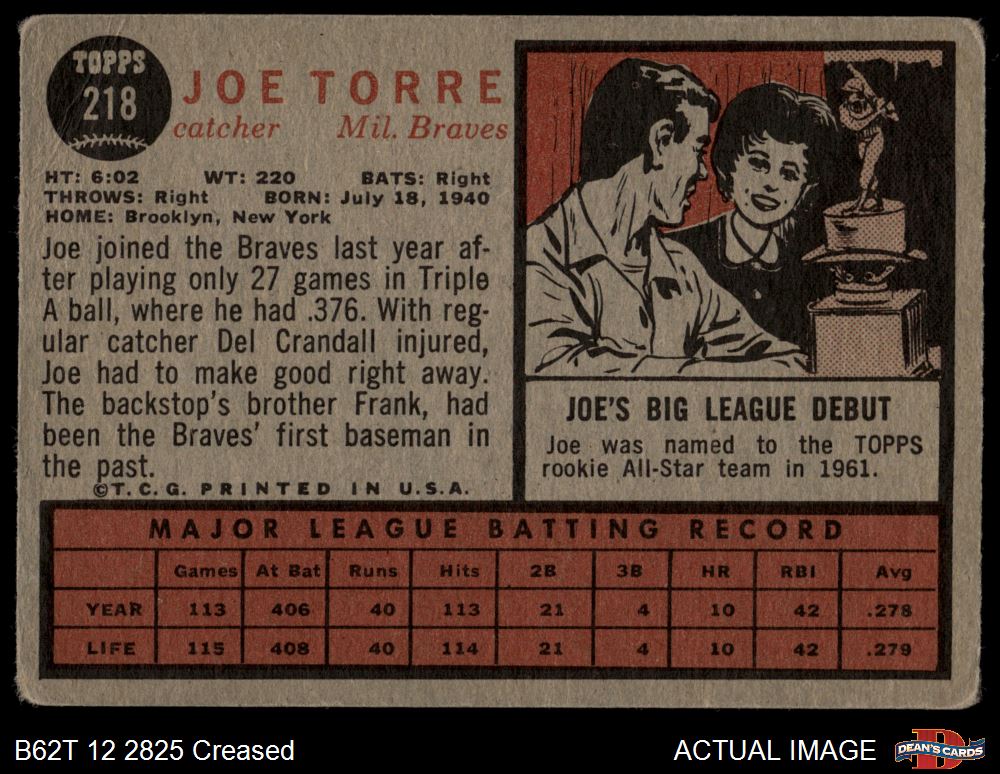 TOPPS
218
JOE TORRE
catcher Mil. Braves
HT: 6:02 WT: 220 BATS: Right
THROWS: Right BORN: July 18, 1940
HOME: Brooklyn, New York
Joe joined the Braves last year af-
ter playing only 27 games in Triple
A ball, where he had .376. With reg-
ular catcher Del Crandall injured,
Joe had to make good right away.
The backstop's brother Frank, had
been the Braves' first baseman in
the past.
©T.C.G. PRINTED IN U.S.A.
JOE'S BIG LEAGUE DEBUT
Joe was named to the TOPPS
rookie All-Star team in 1961.
MAJOR LEAGUE BATTING RECORD
Games At Bat Runs Hits 2B 3B HR RBI Avg
YEAR 113 406 40 113 21 4 10 42 .278
LIFE 115 408 40 114 21 4 10 42 .279
B62T 12 2825 Creased
ACTUAL IMAGE
D
DEAN'S CARDS